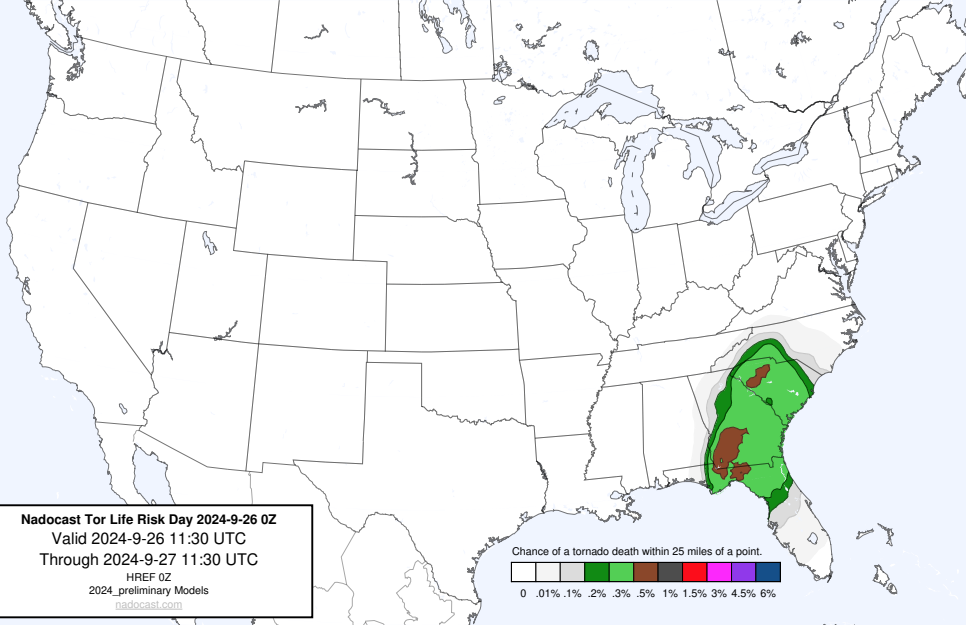 Nadocast Tor Life Risk Day 2024-9-26 0Z
Valid 2024-9-26 11:30 UTC
Through 2024-9-27 11:30 UTC
HREF 0Z
2024_preliminary Models
nadocast.com
Chance of a tornado death within 25 miles of a point.
0 .01% .1% .2% .3% .5% 1% 1.5% 3% 4.5% 6%